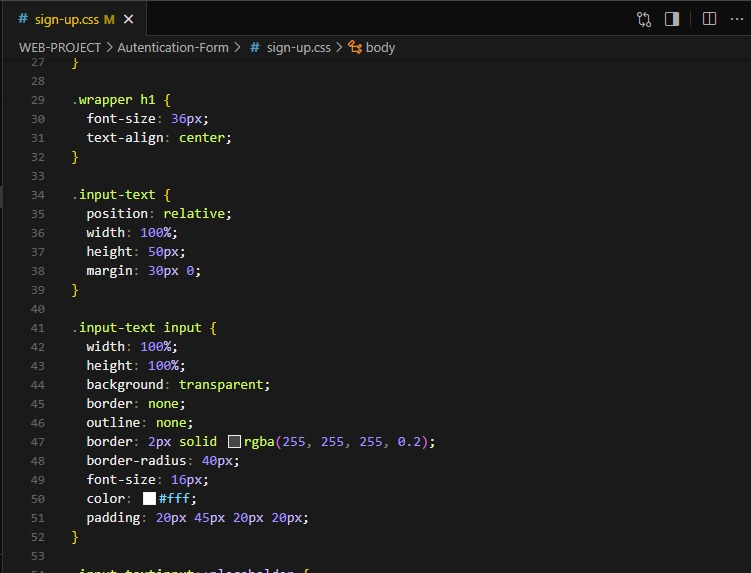 # sign-up.css M ×
WEB-PROJECT > Autentication-Form > # sign-up.css > body
27 }
28
29 .wrapper h1 {
30 font-size: 36px;
31 text-align: center;
32 }
33
34 .input-text {
35 position: relative;
36 width: 100%;
37 height: 50px;
38 margin: 30px 0;
39 }
40
41 .input-text input {
42 width: 100%;
43 height: 100%;
44 background: transparent;
45 border: none;
46 outline: none;
47 border: 2px solid rgba(255, 255, 255, 0.2);
48 border-radius: 40px;
49 font-size: 16px;
50 color: #fff;
51 padding: 20px 45px 20px 20px;
52 }
53
.input-text input::placeholder {